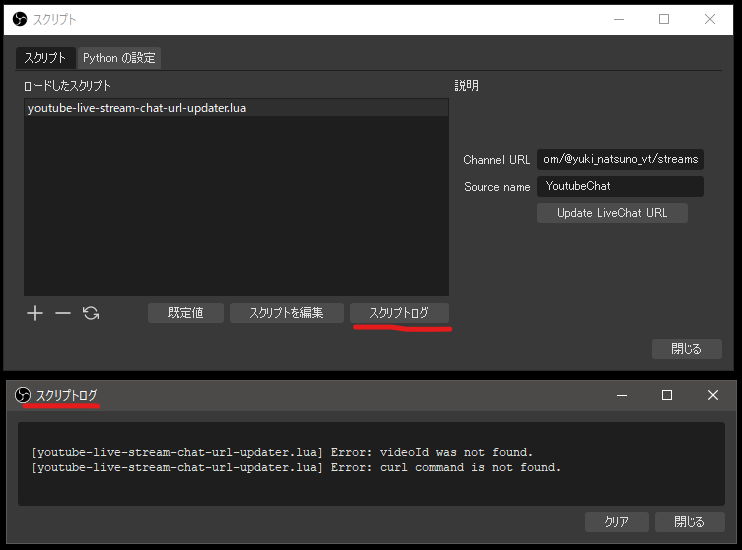 スクリプト
スクリプト Python の設定
ロードしたスクリプト
説明
youtube-live-stream-chat-url-updater.lua
Channel URL om/@yuki_natsuno_vt/streams
Source name YoutubeChat
Update LiveChat URL
既定値 スクリプトを編集 スクリプトログ
閉じる
スクリプトログ
[youtube-live-stream-chat-url-updater.lua] Error: videoId was not found.
[youtube-live-stream-chat-url-updater.lua] Error: curl command is not found.
クリア 閉じる